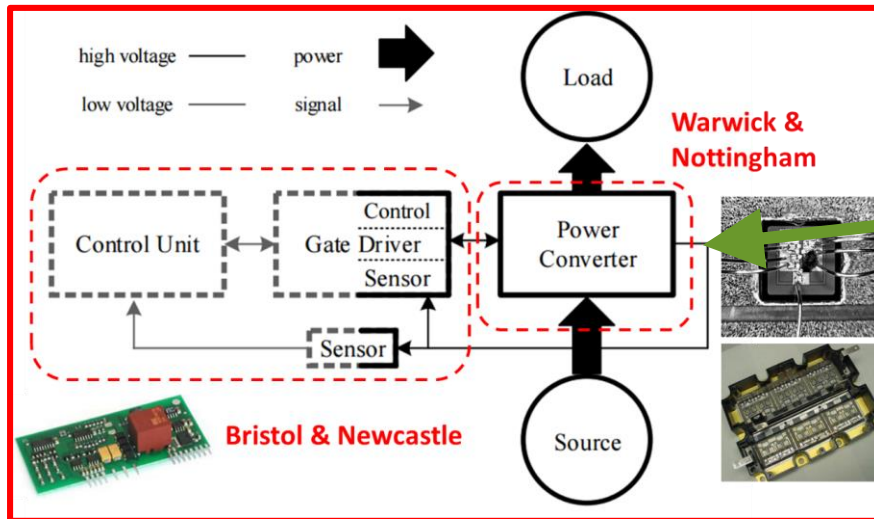 high voltage
power
low voltage
signal
Load
Warwick &
Nottingham
Control Unit
Control
Gate Driver
Sensor
Power
Converter
Sensor
Bristol & Newcastle
Source